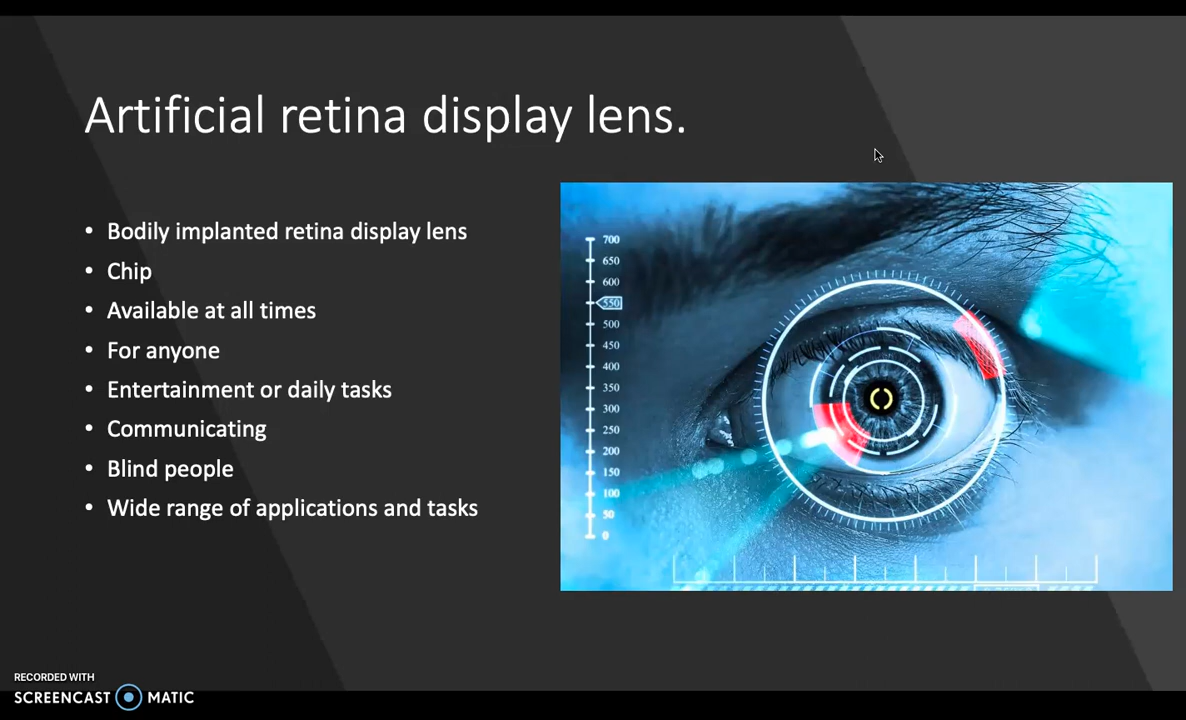 Artificial retina display lens.
• Bodily implanted retina display lens
• Chip
• Available at all times
• For anyone
• Entertainment or daily tasks
• Communicating
• Blind people
• Wide range of applications and tasks
700
650
600
550
500
450
400
350
300
250
200
150
100
50
0
RECORDED WITH
SCREENCAST MATIC